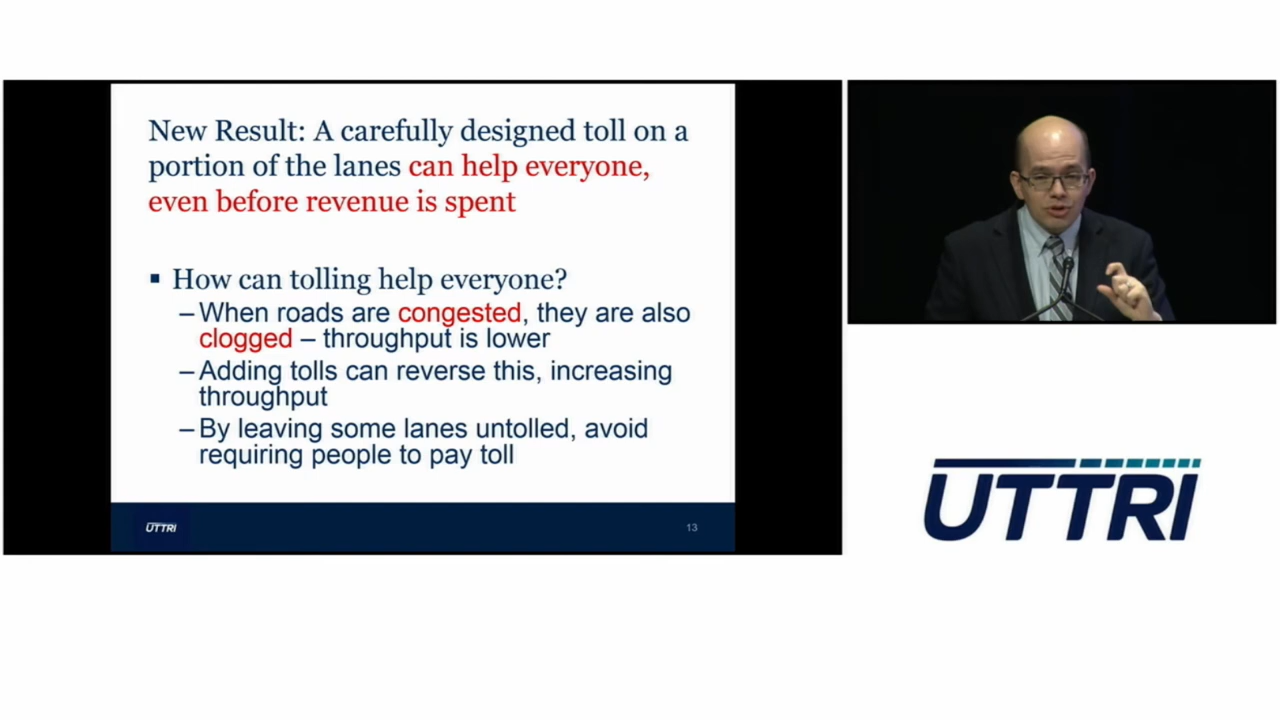 New Result: A carefully designed toll on a
portion of the lanes can help everyone,
even before revenue is spent
▪ How can tolling help everyone?
– When roads are congested, they are also
clogged – throughput is lower
– Adding tolls can reverse this, increasing
throughput
– By leaving some lanes untolled, avoid
requiring people to pay toll
UTTRI
13
UTTRI